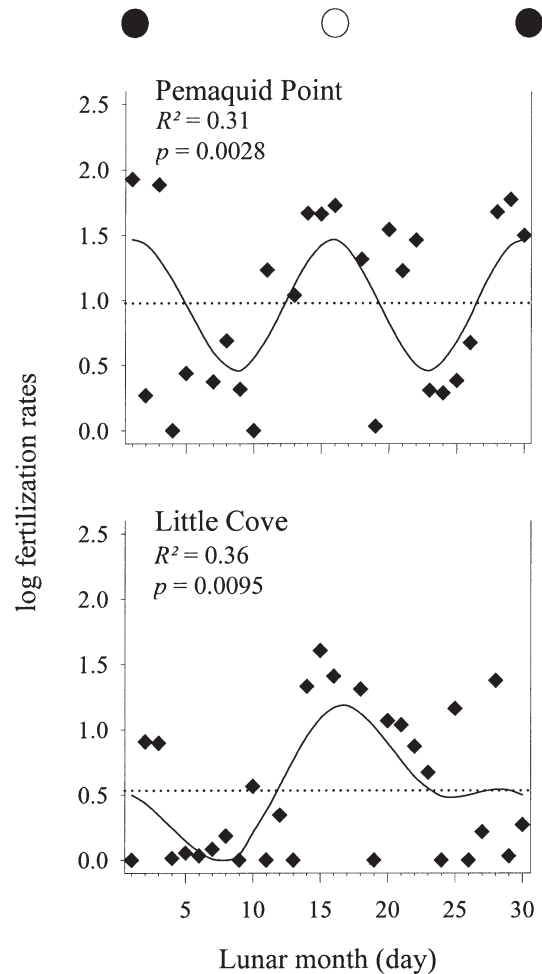 Pemaquid Point
R² = 0.31
p = 0.0028
2.5
2.0
1.5
1.0
0.5
0.0
log fertilization rates
Little Cove
R² = 0.36
p = 0.0095
2.5
2.0
1.5
1.0
0.5
0.0
5 10 15 20 25 30
Lunar month (day)